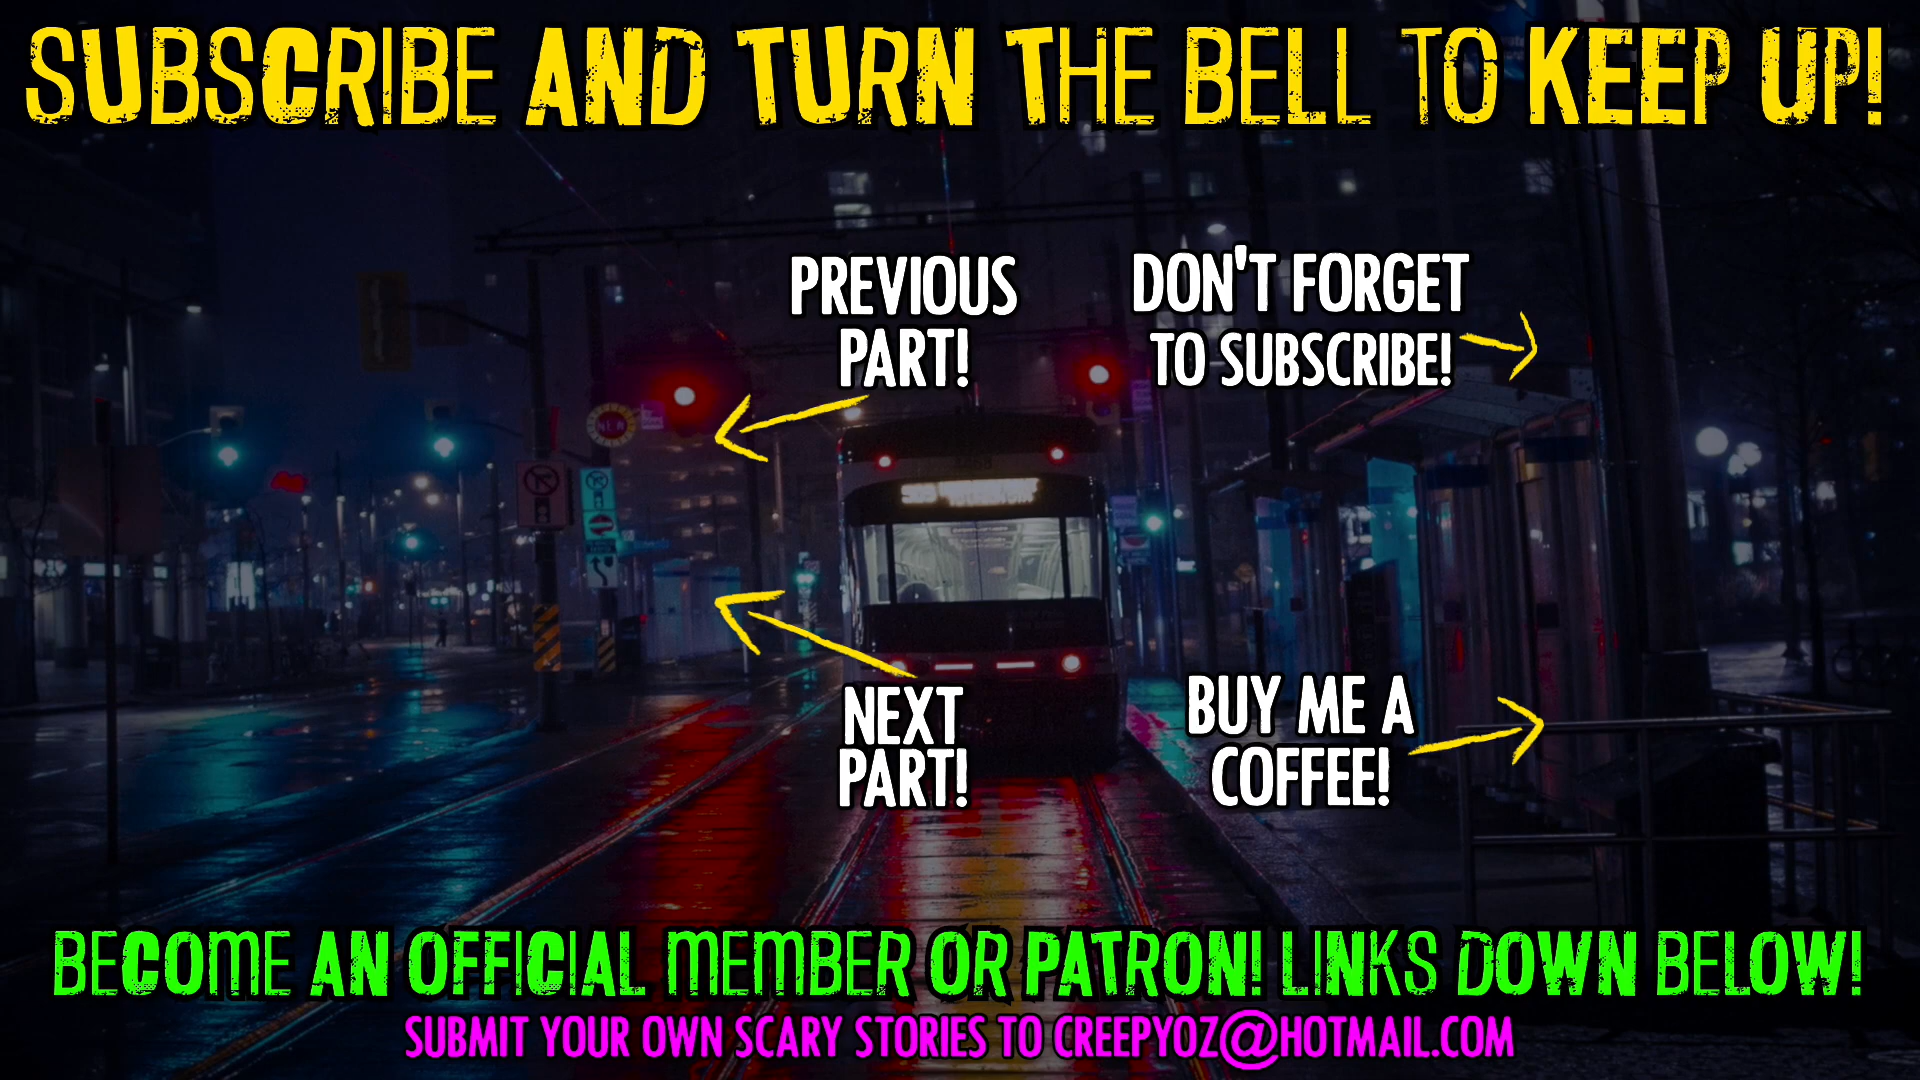 SUBSCRIBE AND TURN THE BELL TO KEEP UP!
PREVIOUS
PART!
DON'T FORGET
TO SUBSCRIBE!
NEW
NEXT
PART!
BUY ME A
COFFEE!
BECOME AN OFFICIAL MEMBER OR PATRON! LINKS DOWN BELOW!
SUBMIT YOUR OWN SCARY STORIES TO CREEPYOZ@HOTMAIL.COM